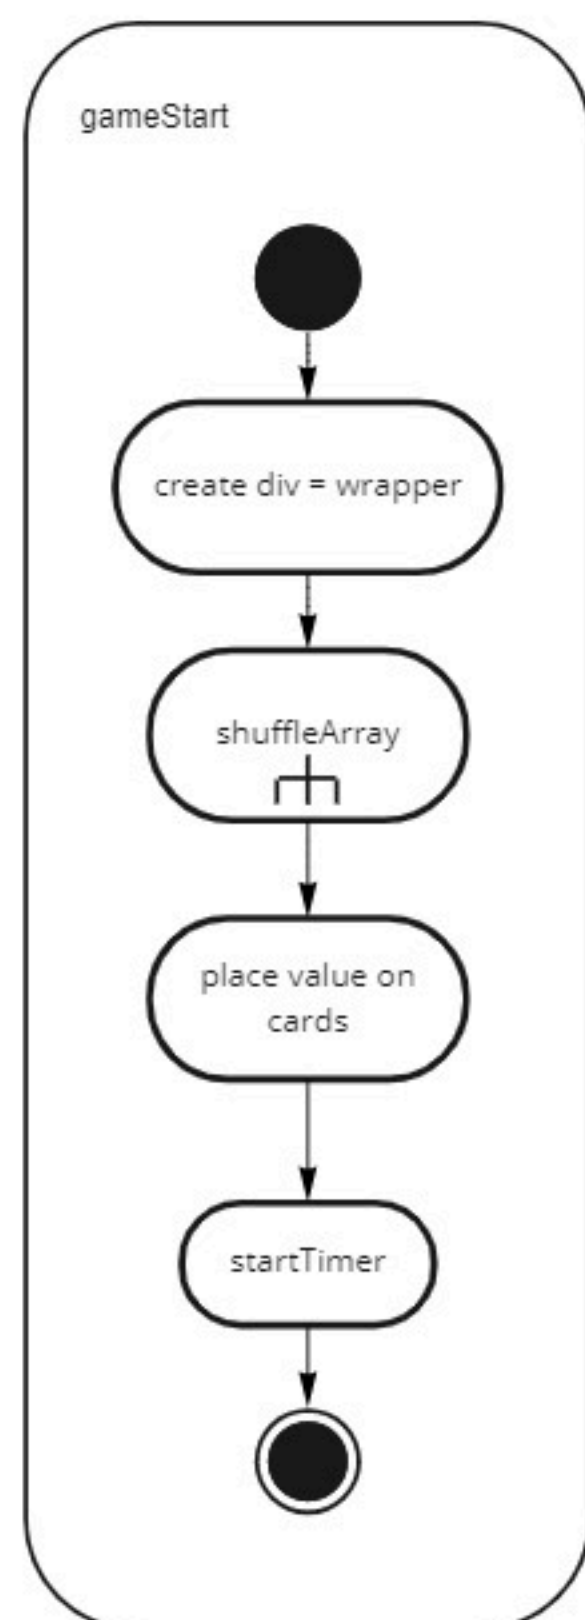 gameStart
create div = wrapper
shuffleArray
place value on
cards
startTimer